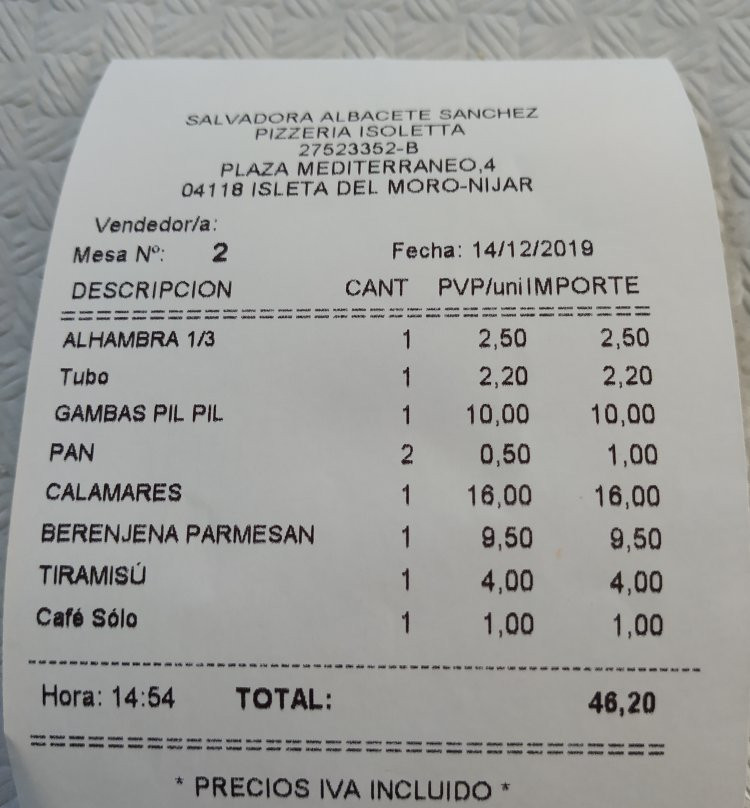 SALVADORA ALBACETE SANCHEZ
PIZZERIA ISOLETTA
27523352-B
PLAZA MEDITERRANEO,4
04118 ISLETA DEL MORO-NIJAR
Vendedor/a:
Mesa Nº: 2 Fecha: 14/12/2019
DESCRIPCION CANT PVP/uni IMPORTE
ALHAMBRA 1/3 1 2,50 2,50
Tubo 1 2,20 2,20
GAMBAS PIL PIL 1 10,00 10,00
PAN 2 0,50 1,00
CALAMARES 1 16,00 16,00
BERENJENA PARMESAN 1 9,50 9,50
TIRAMISÚ 1 4,00 4,00
Café Sólo 1 1,00 1,00
Hora: 14:54 TOTAL: 46,20
* PRECIOS IVA INCLUIDO *